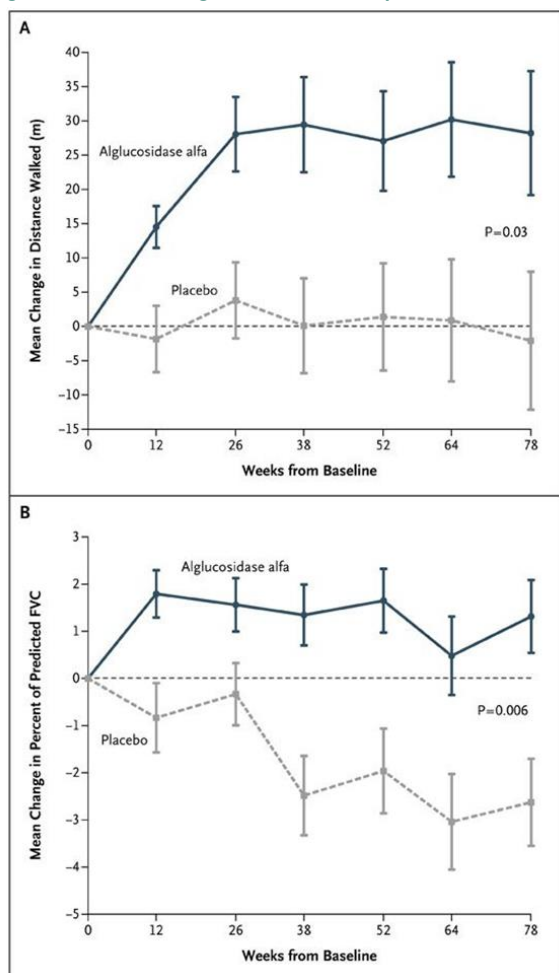 A
40
35
30
25
20
15
10
5
0
-5
-10
-15
Mean Change in Distance Walked (m)
Alglucosidase alfa
Placebo
P=0.03
0 12 26 38 52 64 78
Weeks from Baseline
B
3
2
1
0
-1
-2
-3
-4
-5
Mean Change in Percent of Predicted FVC
Alglucosidase alfa
Placebo
P=0.006
0 12 26 38 52 64 78
Weeks from Baseline